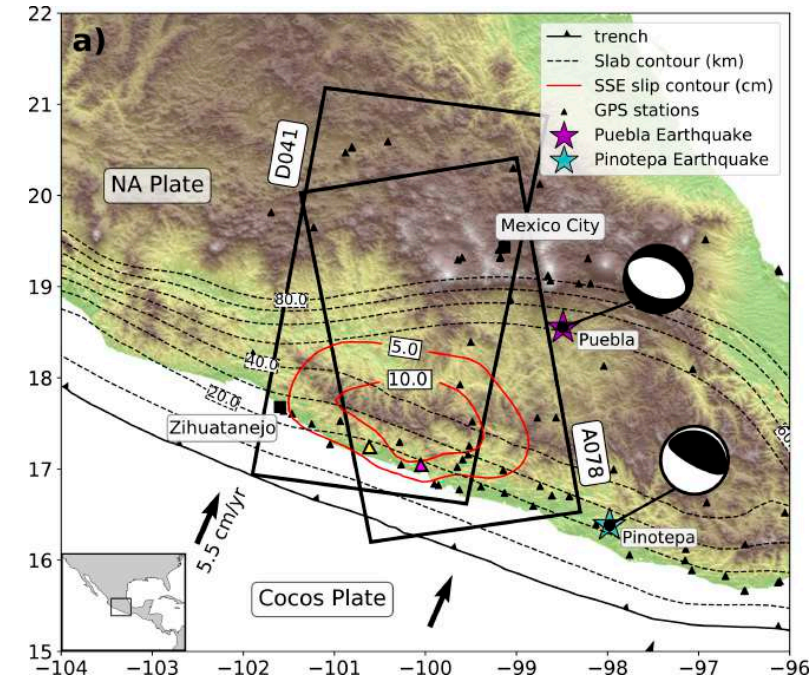 a)
trench
Slab contour (km)
SSE slip contour (cm)
GPS stations
Puebla Earthquake
Pinotepa Earthquake
D041
NA Plate
Mexico City
80.0
Puebla
5.0
40.0
10.0
20.0
Zihuatanejo
A078
5.5 cm/yr
Pinotepa
Cocos Plate
22
21
20
19
18
17
16
15
−104 −103 −102 −101 −100 −99 −98 −97 −96